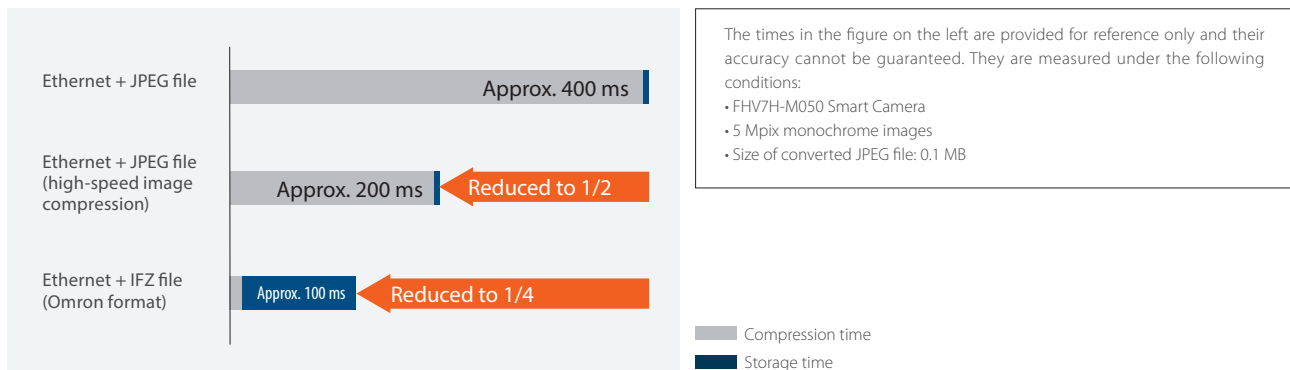 Ethernet + JPEG file
Approx. 400 ms
Ethernet + JPEG file
(high-speed image
compression)
Approx. 200 ms
Reduced to 1/2
Ethernet + IFZ file
(Omron format)
Approx. 100 ms
Reduced to 1/4
The times in the figure on the left are provided for reference only and their
accuracy cannot be guaranteed. They are measured under the following
conditions:
• FHV7H-M050 Smart Camera
• 5 Mpix monochrome images
• Size of converted JPEG file: 0.1 MB
Compression time
Storage time